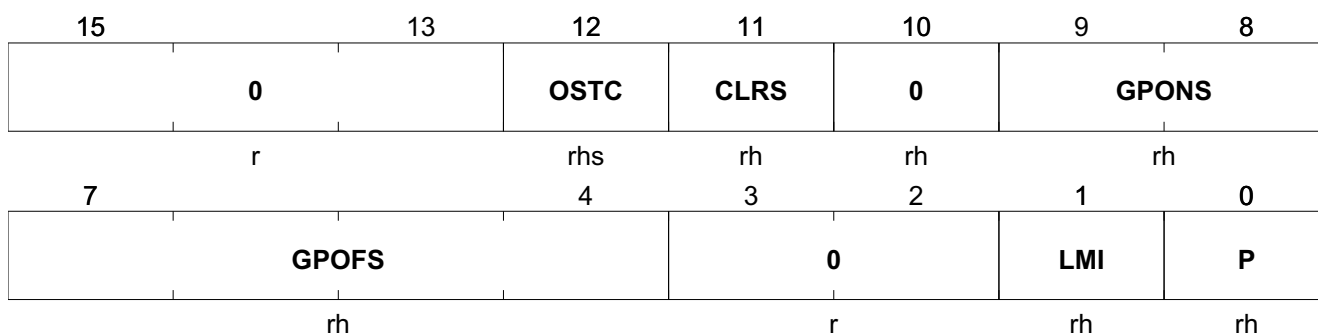 15 13 12 11 10 9 8
0 OSTC CLRS 0 GPONS
r rhs rh rh rh
7 4 3 2 1 0
GPOFS 0 LMI P
rh r rh rh